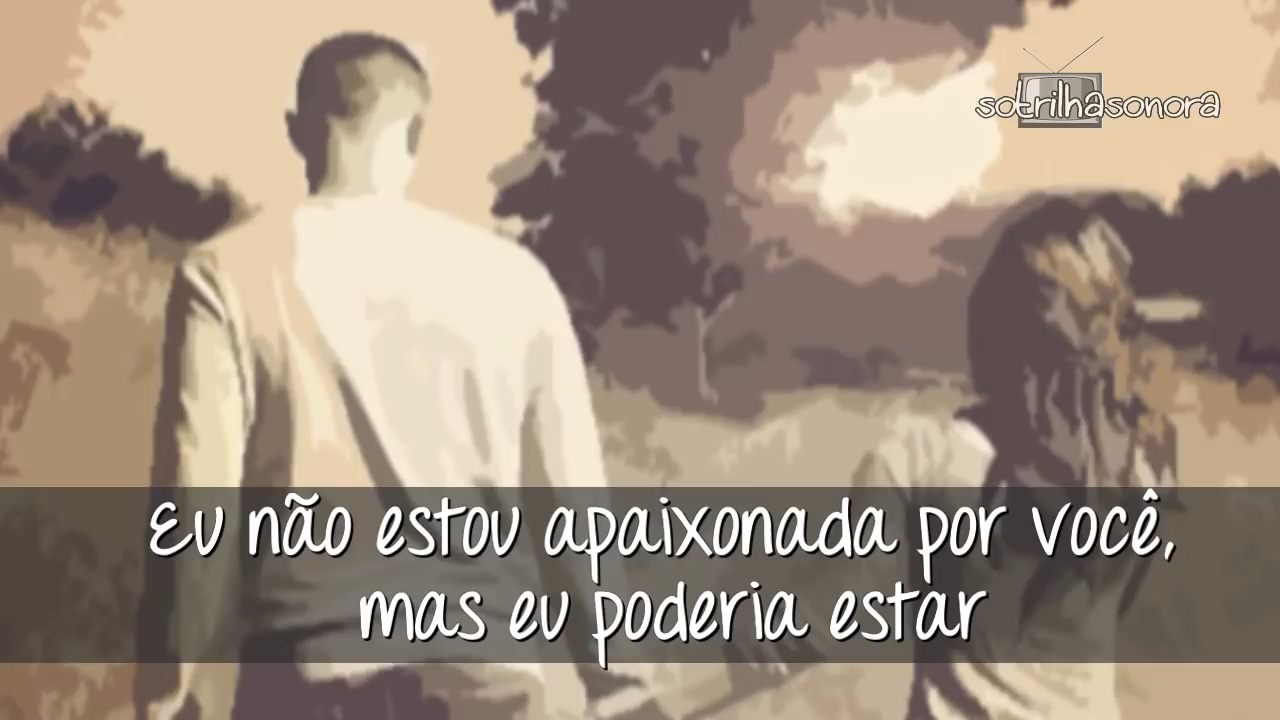 sotrilhasonora
Eu não estou apaixonada por você,
mas eu poderia estar